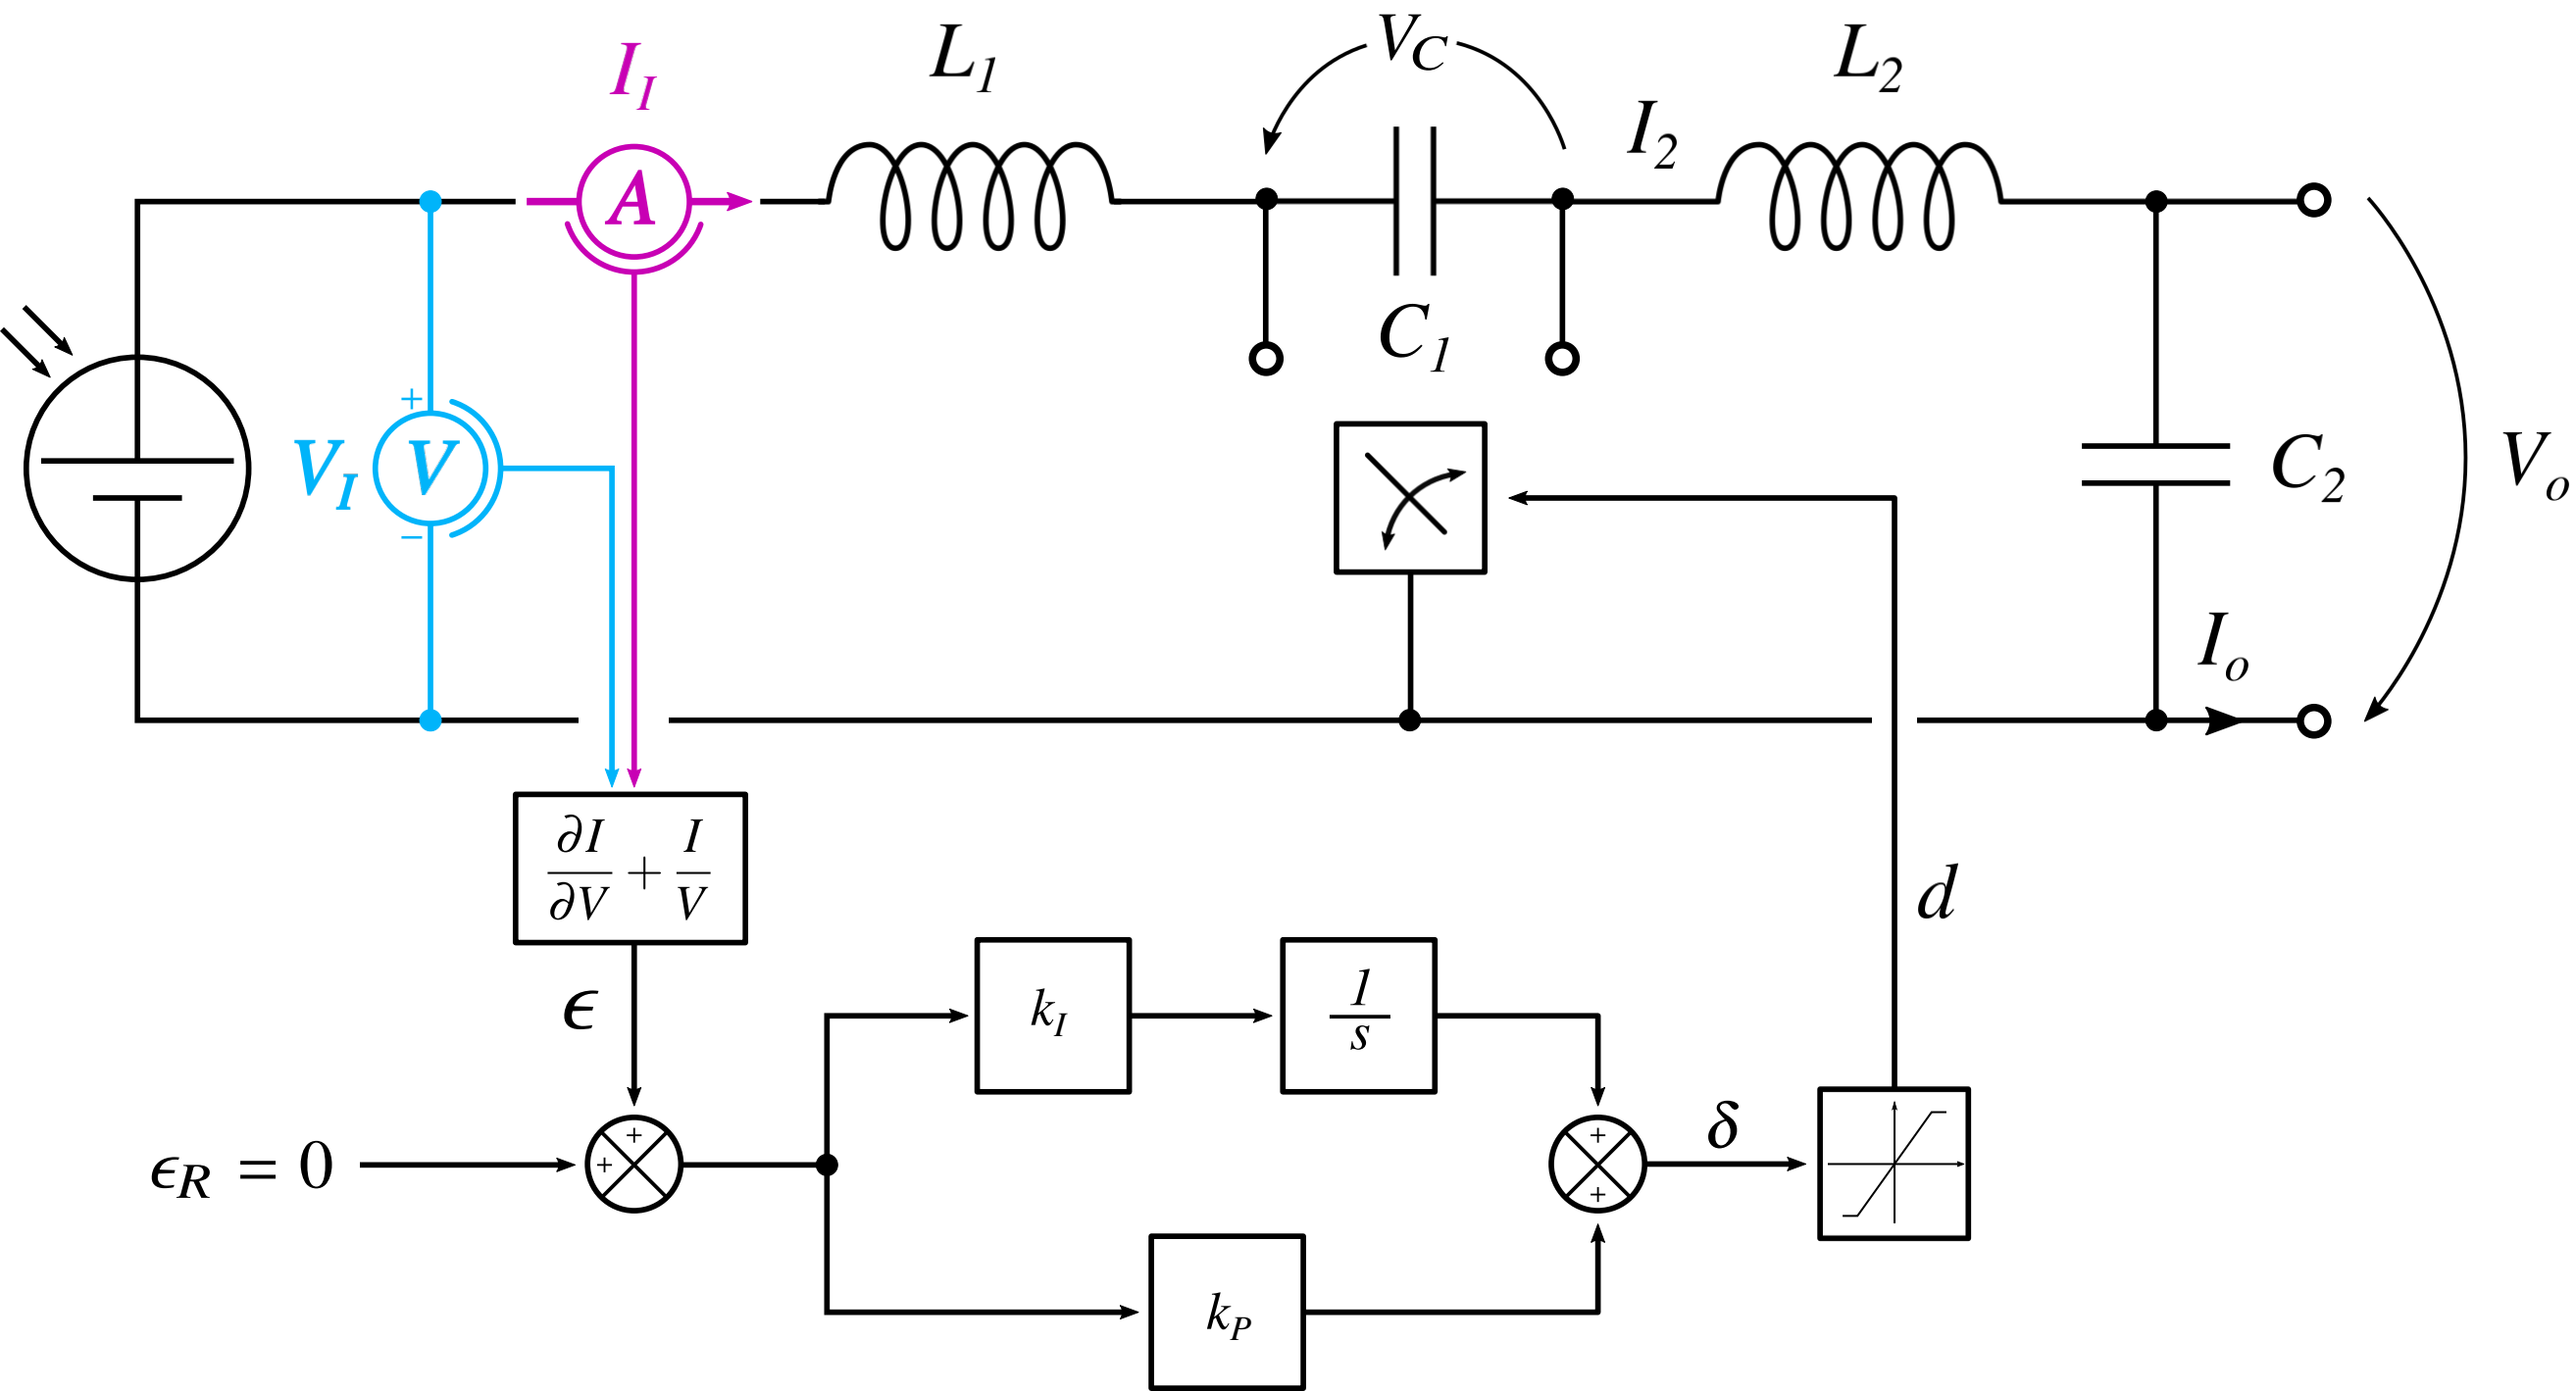 I_I
L_1
V_C
I_2
L_2
A
C_1
+
V_I
V
−
C_2
V_o
I_o
∂I/∂V + I/V
d
ϵ
k_I
1/s
δ
ϵ_R = 0
+
+
+
+
k_P